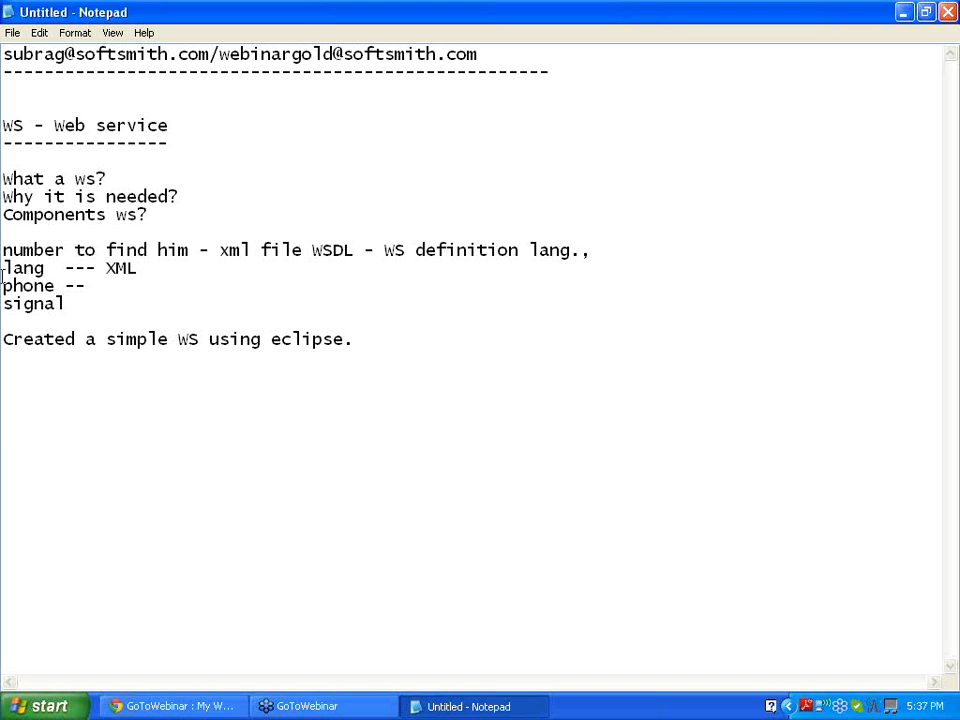 Untitled - Notepad
File Edit Format View Help
subrag@softsmith.com/webinargold@softsmith.com
-----------------------------------------------------
WS - Web service
----------------
What a ws?
Why it is needed?
Components ws?
number to find him - xml file WSDL - WS definition lang.,
lang --- XML
phone --
signal
Created a simple WS using eclipse.
start GoToWebinar : My W... GoToWebinar Untitled - Notepad 5:37 PM